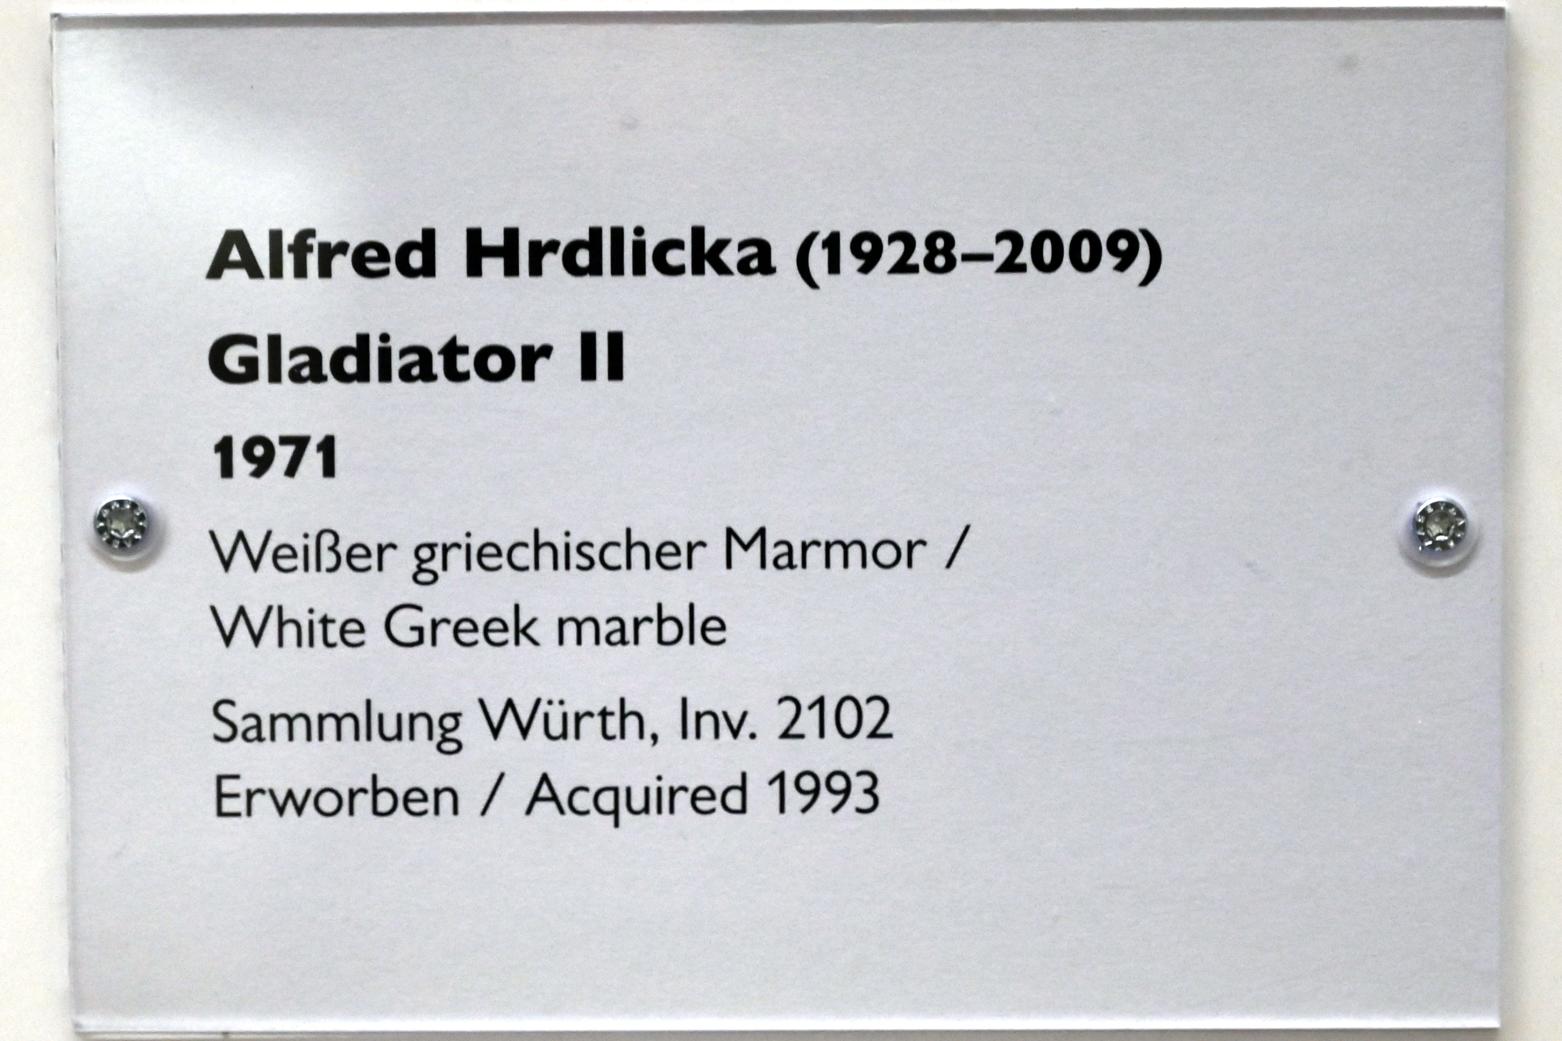 Alfred Hrdlicka (1928–2009)
Gladiator II
1971
Weißer griechischer Marmor /
White Greek marble
Sammlung Würth, Inv. 2102
Erworben / Acquired 1993